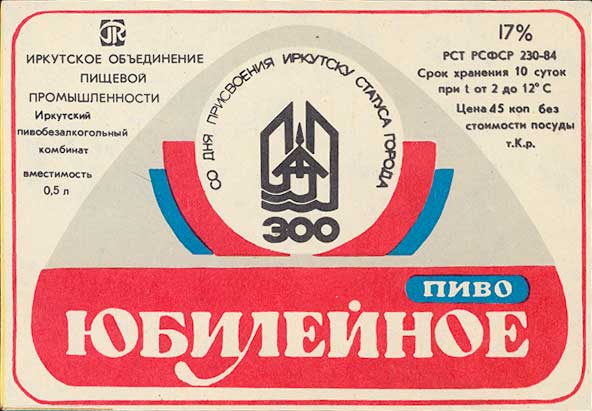 ИРКУТСКОЕ ОБЪЕДИНЕНИЕ
ПИЩЕВОЙ
ПРОМЫШЛЕННОСТИ
Иркутский
пивобезалкогольный
комбинат
вместимость
0,5 л
СО ДНЯ ПРИСВОЕНИЯ ИРКУТСКУ СТАТУСА ГОРОДА
300
17%
РСТ РСФСР 230-84
Срок хранения 10 суток
при t от 2 до 12°С
Цена 45 коп без
стоимости посуды
т.К.р.
ПИВО
ЮБИЛЕЙНОЕ